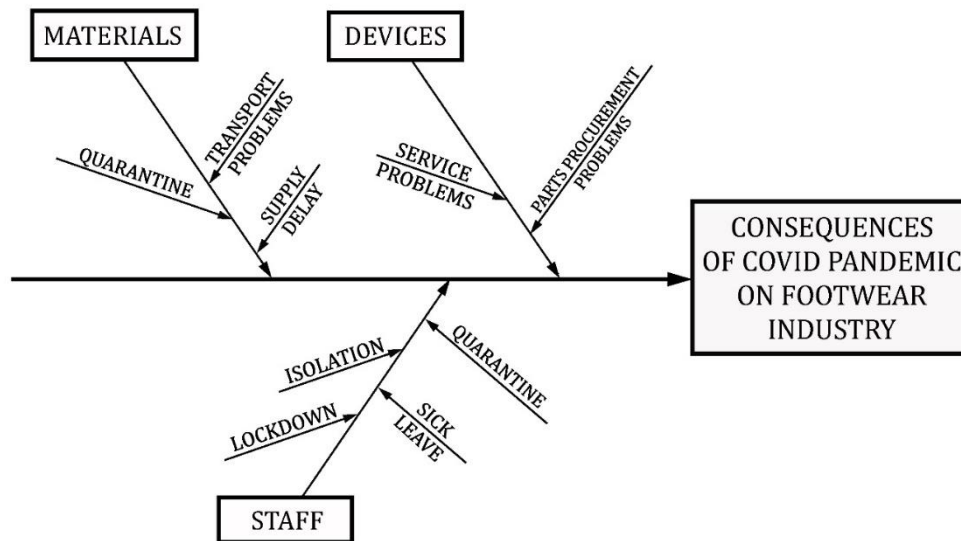 MATERIALS
DEVICES
TRANSPORT
PROBLEMS
QUARANTINE
SUPPLY
DELAY
SERVICE
PROBLEMS
PARTS PROCUREMENT
PROBLEMS
CONSEQUENCES
OF COVID PANDEMIC
ON FOOTWEAR
INDUSTRY
ISOLATION
QUARANTINE
LOCKDOWN
SICK
LEAVE
STAFF